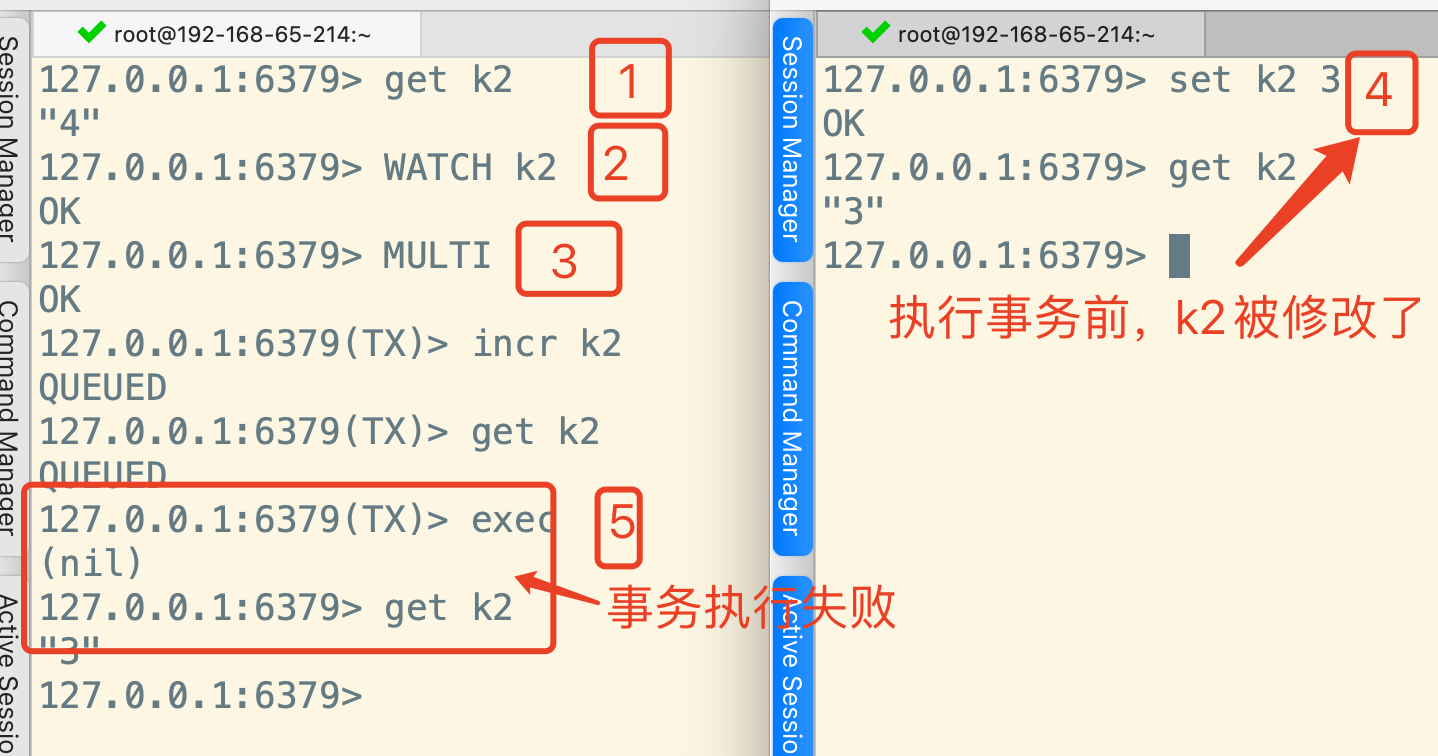 root@192-168-65-214:~
127.0.0.1:6379> get k2
1
"4"
127.0.0.1:6379> WATCH k2
2
OK
127.0.0.1:6379> MULTI
3
OK
127.0.0.1:6379(TX)> incr k2
QUEUED
127.0.0.1:6379(TX)> get k2
QUEUED
127.0.0.1:6379(TX)> exec
5
(nil)
127.0.0.1:6379> get k2
事务执行失败
"3"
127.0.0.1:6379>
Session Manager
Command Manager
Active Sessio
root@192-168-65-214:~
127.0.0.1:6379> set k2 3
4
OK
127.0.0.1:6379> get k2
"3"
127.0.0.1:6379>
执行事务前，k2被修改了
Session Manager
Command Manager
Active Sessio